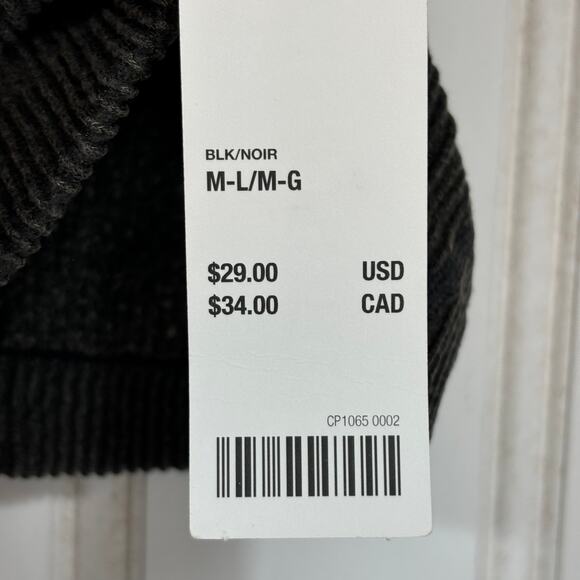 BLK/NOIR
M-L/M-G
$29.00 USD
$34.00 CAD
CP1065 0002